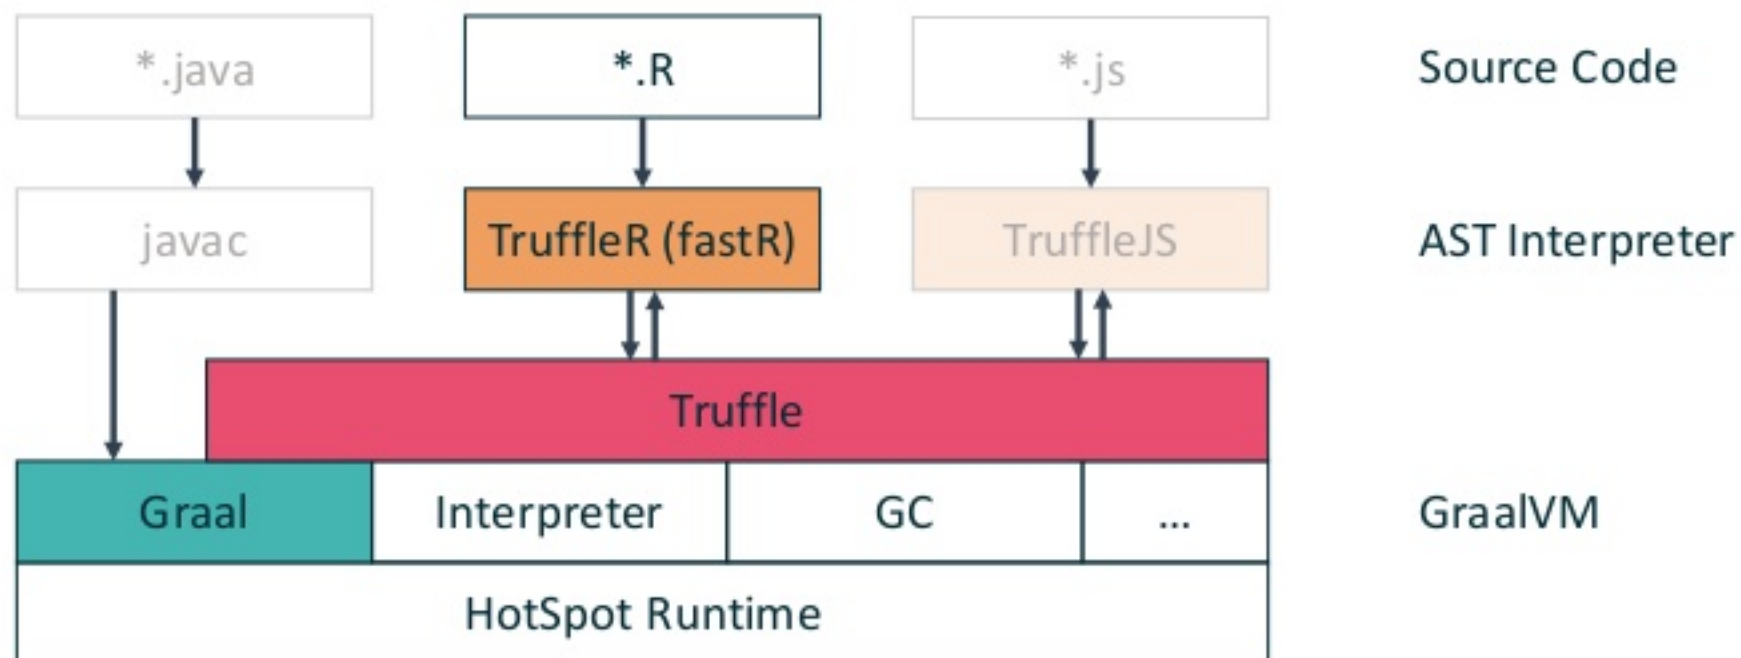 *.java
*.R
*.js
Source Code
javac
TruffleR (fastR)
TruffleJS
AST Interpreter
Truffle
Graal
Interpreter
GC
...
GraalVM
HotSpot Runtime